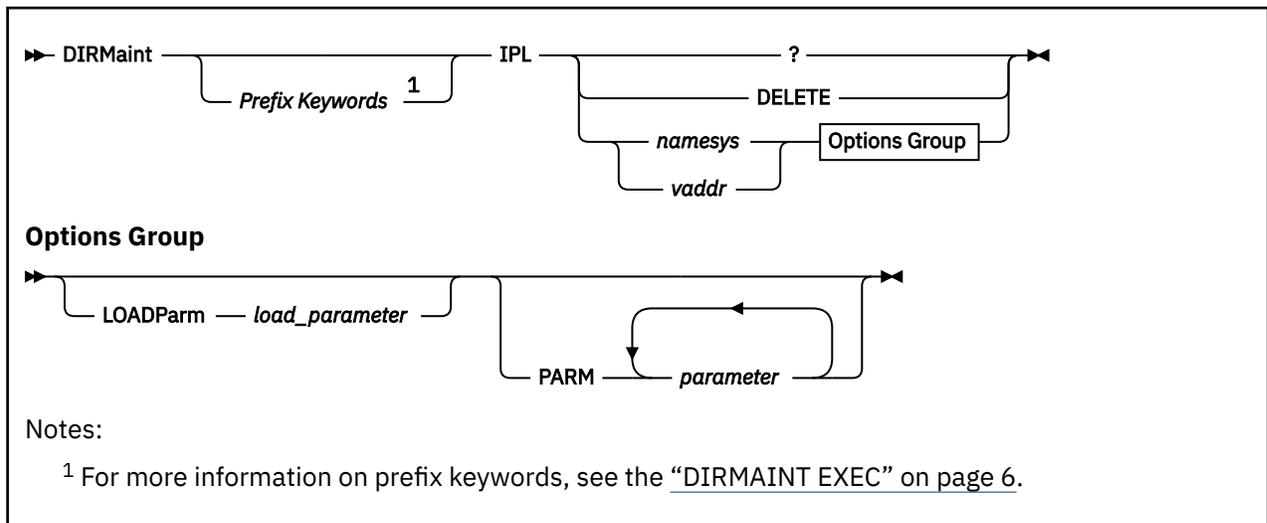 DIRMaint IPL ?
Prefix Keywords 1
DELETE
namesys Options Group
vaddr
Options Group
LOADParm load_parameter
PARM parameter
Notes:
1 For more information on prefix keywords, see the “DIRMAINT EXEC” on page 6.